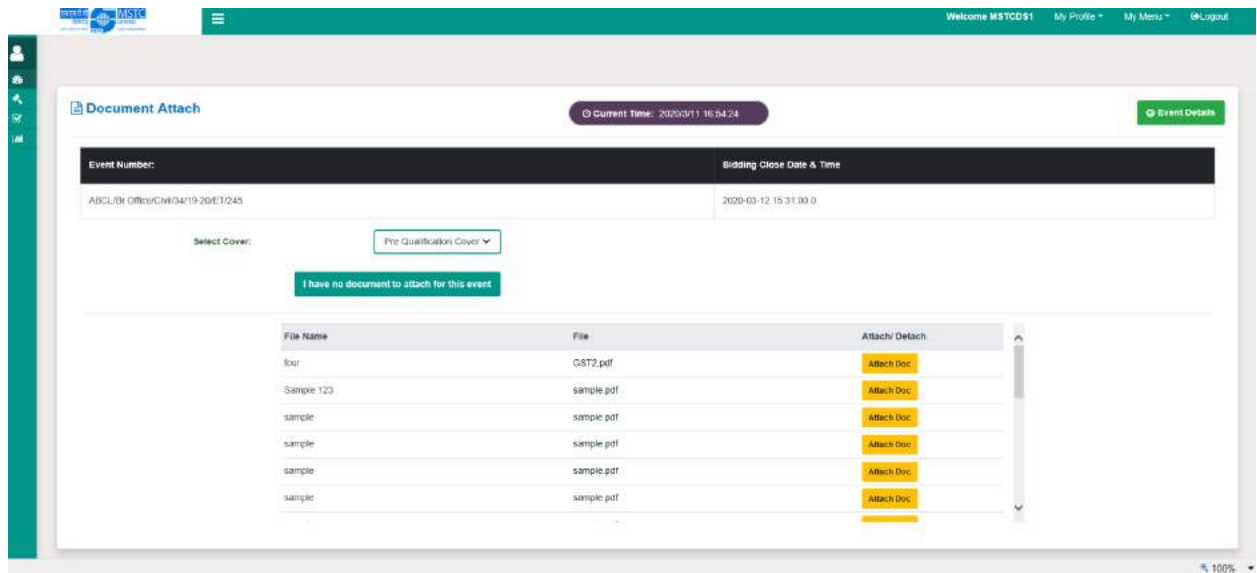 MSTC
Welcome MSTCDS1 My Profile My Menu Logout
Document Attach
Current Time: 2020/3/11 16:54:24
Event Details
Event Number: Bidding Close Date & Time
ABCL/Br Office/Civil/34/19-20/ET/245 2020-03-12 15:31:00.0
Select Cover: Pre Qualification Cover
I have no document to attach for this event
File Name File Attach/ Detach
four GST2.pdf Attach Doc
Sample 123 sample.pdf Attach Doc
sample sample.pdf Attach Doc
sample sample.pdf Attach Doc
sample sample.pdf Attach Doc
sample sample.pdf Attach Doc
100%